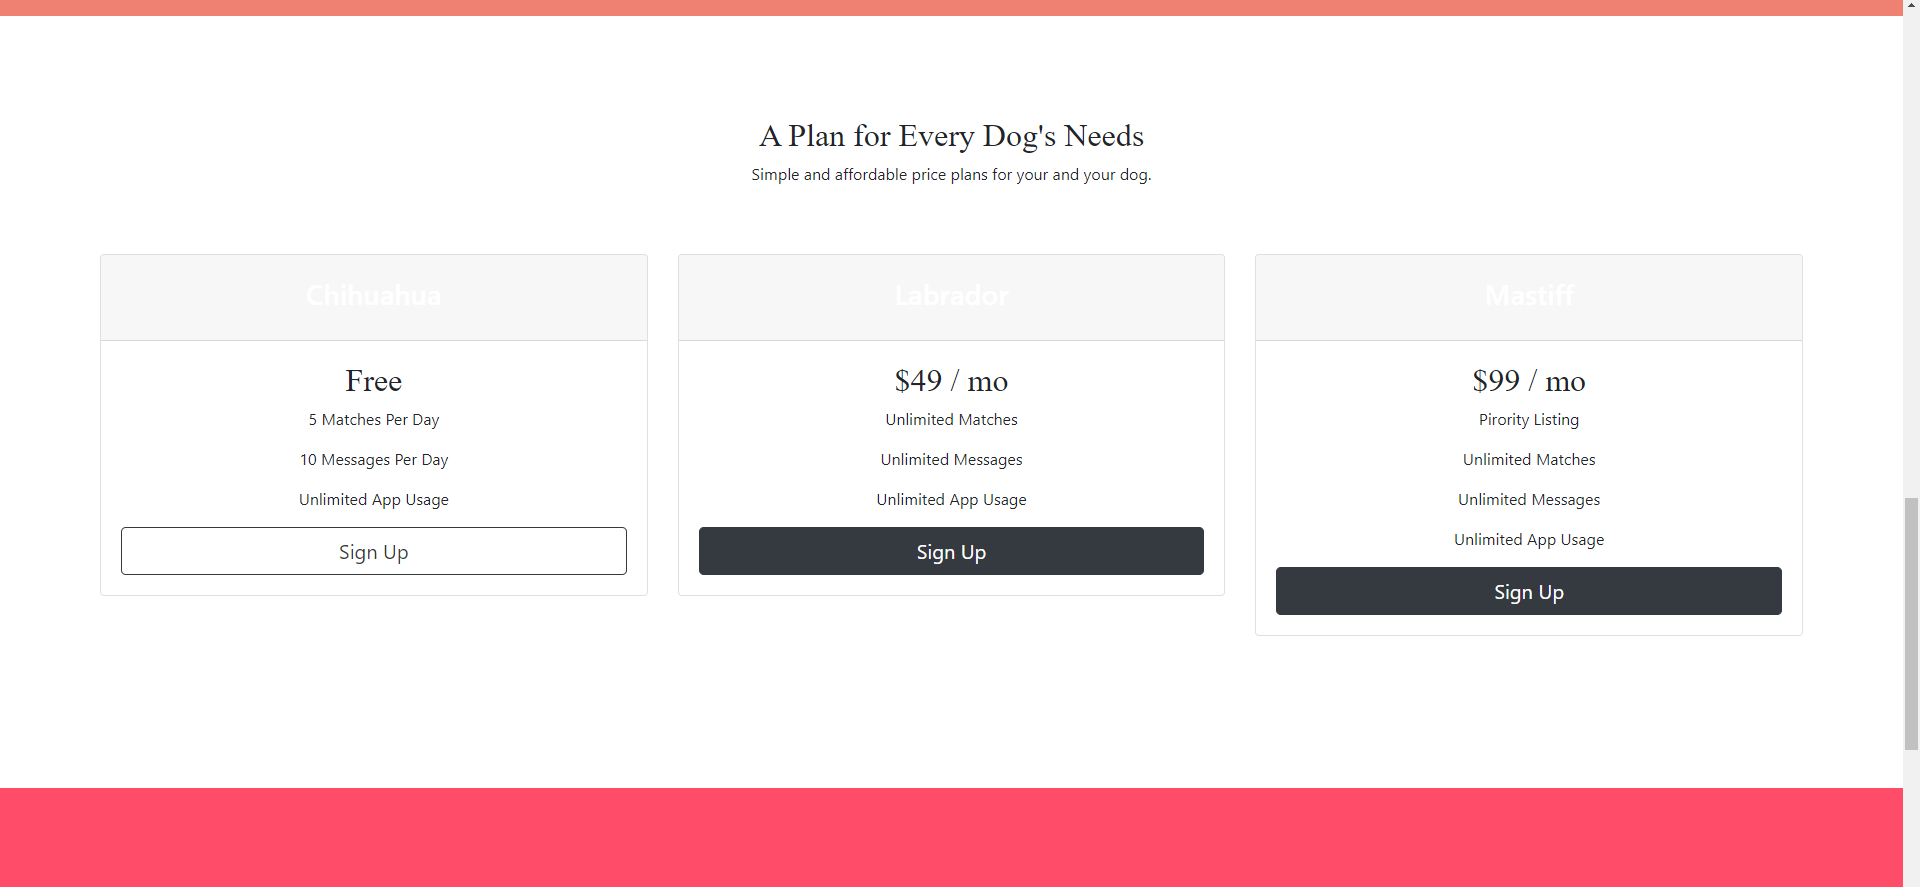 A Plan for Every Dog's Needs
Simple and affordable price plans for your and your dog.
Chihuahua
Free
5 Matches Per Day
10 Messages Per Day
Unlimited App Usage
Sign Up
Labrador
$49 / mo
Unlimited Matches
Unlimited Messages
Unlimited App Usage
Sign Up
Mastiff
$99 / mo
Pirority Listing
Unlimited Matches
Unlimited Messages
Unlimited App Usage
Sign Up